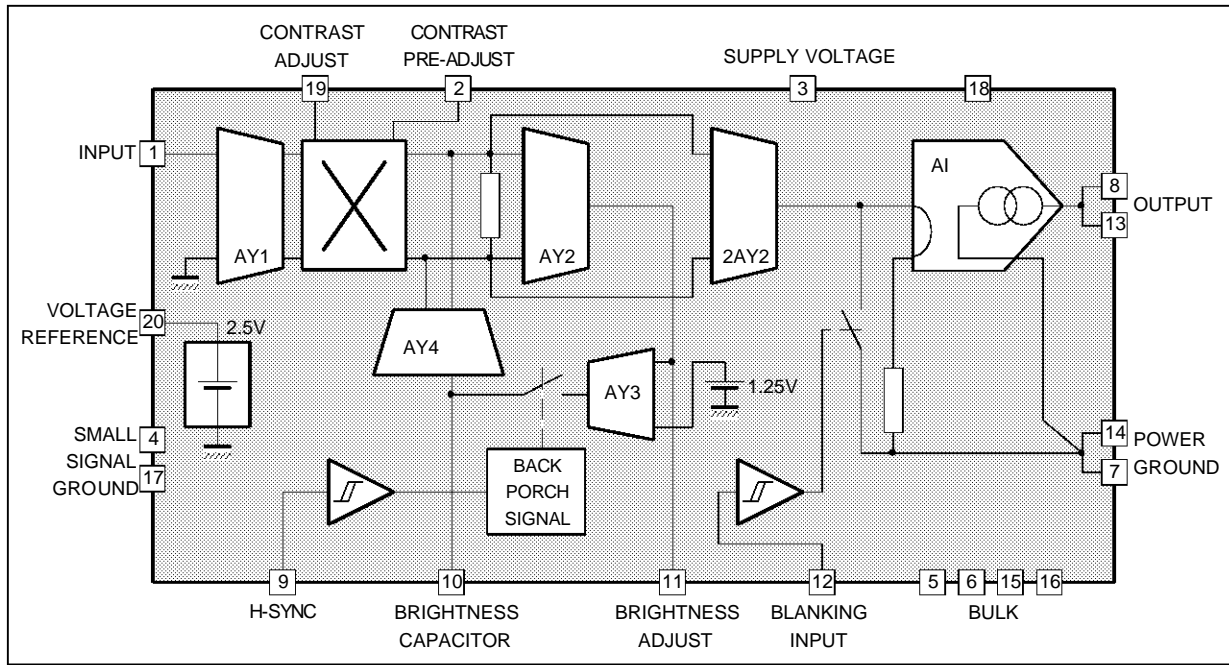 CONTRAST
ADJUST
CONTRAST
PRE-ADJUST
SUPPLY VOLTAGE
19
2
3
18
INPUT
1
AI
8
OUTPUT
13
AY1
AY2
2AY2
VOLTAGE
REFERENCE
20
2.5V
AY4
AY3
1.25V
SMALL
SIGNAL
GROUND
4
17
BACK
PORCH
SIGNAL
14
7
POWER
GROUND
9
10
11
12
5
6
15
16
H-SYNC
BRIGHTNESS
CAPACITOR
BRIGHTNESS
ADJUST
BLANKING
INPUT
BULK